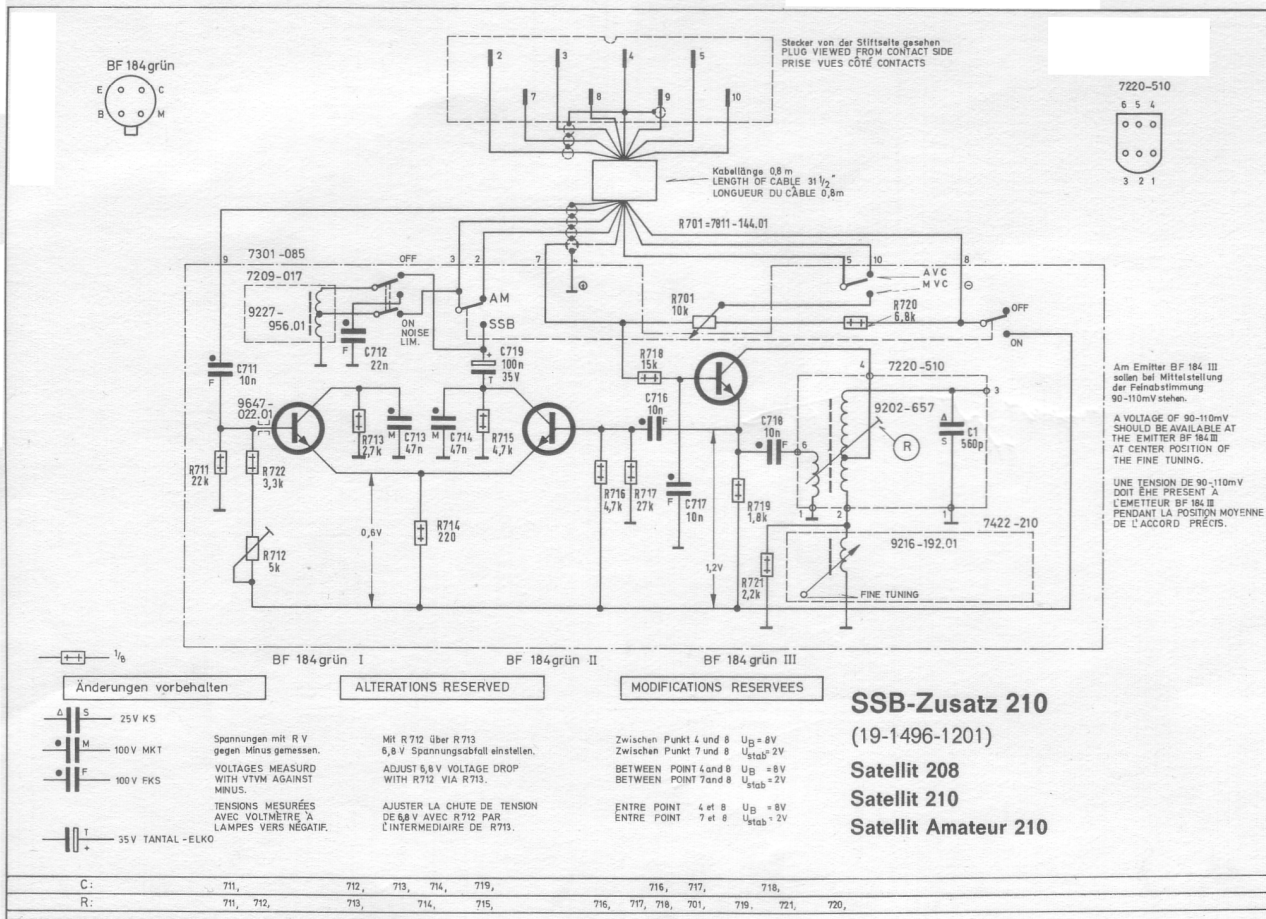 Stecker von der Stiftseite gesehen
PLUG VIEWED FROM CONTACT SIDE
PRISE VUES CÔTÉ CONTACTS
2 3 4 5
7 8 9 10
BF 184 grün
E C
B M
7220-510
6 5 4
3 2 1
Kabellänge 0,8 m
LENGTH OF CABLE 31 1/2"
LONGUEUR DU CÂBLE 0,8m
R701=7811-144.01
9 3 2 7 5 10 8
7301-085
7209-017
OFF
9227-
956.01
ON
NOISE
LIM.
AM
SSB
AVC
MVC
R701
10k
R720
6,8k
OFF
ON
C711
10n
F
C712
22n
F
C719
100n
35V
+
T
R718
15k
4
7220-510
9202-657
3
R
C1
560p
S
9647-
022.01
R713
2,7k
C713
47n
M
C714
47n
M
R715
4,7k
C716
10n
F
C718
10n
F
6
R711
22k
R722
3,3k
R712
5k
0,6V
R714
220
R716
4,7k
R717
27k
C717
10n
F
R719
1,8k
1 2 1
7422-210
1,2V
R721
2,2k
9216-192.01
FINE TUNING
Am Emitter BF 184 III
sollen bei Mittelstellung
der Feinabstimmung
90-110mV stehen.
A VOLTAGE OF 90-110mV
SHOULD BE AVAILABLE AT
THE EMITTER BF 184 III
AT CENTER POSITION OF
THE FINE TUNING.
UNE TENSION DE 90-110mV
DOIT ÊHE PRESENT A
L'EMETTEUR BF 184 III
PENDANT LA POSITION MOYENNE
DE L'ACCORD PRÉCIS.
BF 184 grün I
BF 184 grün II
BF 184 grün III
1/8
Änderungen vorbehalten
ALTERATIONS RESERVED
MODIFICATIONS RESERVEES
S 25V KS
M 100V MKT
F 100V FKS
T + 35V TANTAL-ELKO
Spannungen mit R V
gegen Minus gemessen.
VOLTAGES MEASURD
WITH VTVM AGAINST
MINUS.
TENSIONS MESURÉES
AVEC VOLTMÈTRE À
LAMPES VERS NÉGATIF.
Mit R 712 über R 713
6,8 V Spannungsabfall einstellen.
ADJUST 6,8 V VOLTAGE DROP
WITH R712 VIA R713.
AJUSTER LA CHUTE DE TENSION
DE 6,8 V AVEC R 712 PAR
L'INTERMEDIAIRE DE R713.
Zwischen Punkt 4 und 8 UB = 8V
Zwischen Punkt 7 und 8 Ustab = 2V
BETWEEN POINT 4 and 8 UB = 8V
BETWEEN POINT 7 and 8 Ustab = 2V
ENTRE POINT 4 et 8 UB = 8V
ENTRE POINT 7 et 8 Ustab = 2V
SSB-Zusatz 210
(19-1496-1201)
Satellit 208
Satellit 210
Satellit Amateur 210
C: 711, 712, 713, 714, 719, 716, 717, 718,
R: 711, 712, 713, 714, 715, 716, 717, 718, 701, 719, 721, 720,